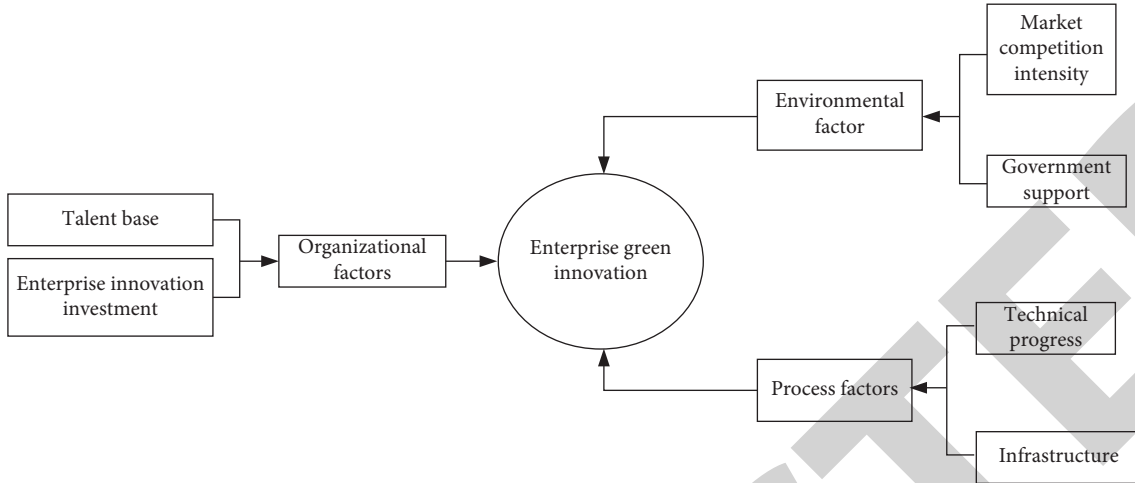 Market
competition
intensity
Environmental
factor
Government
support
Talent base
Enterprise innovation
investment
Organizational
factors
Enterprise green
innovation
Technical
progress
Process factors
Infrastructure